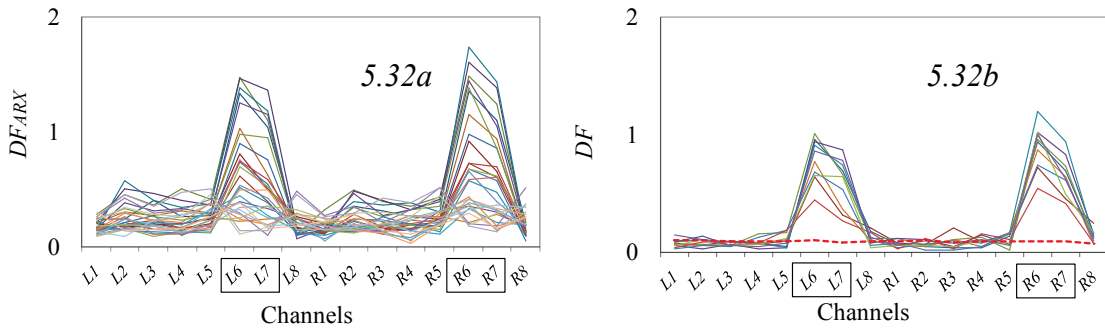 2
5.32a
DF_ARX
1
0
L1 L2 L3 L4 L5 L6 L7 L8 R1 R2 R3 R4 R5 R6 R7 R8
Channels
2
5.32b
DF
1
0
L1 L2 L3 L4 L5 L6 L7 L8 R1 R2 R3 R4 R5 R6 R7 R8
Channels